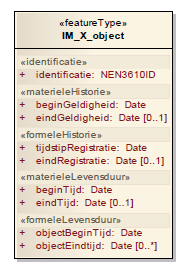 «featureType»
IM_X_object
«identificatie»
+ identificatie: NEN3610ID
«materieleHistorie»
+ beginGeldigheid: Date
+ eindGeldigheid: Date [0..1]
«formeleHistorie»
+ tijdstipRegistratie: Date
+ eindRegistratie: Date [0..1]
«materieleLevensduur»
+ beginTijd: Date
+ eindTijd: Date [0..1]
«formeleLevensduur»
+ objectBeginTijd: Date
+ objectEindtijd: Date [0..*]